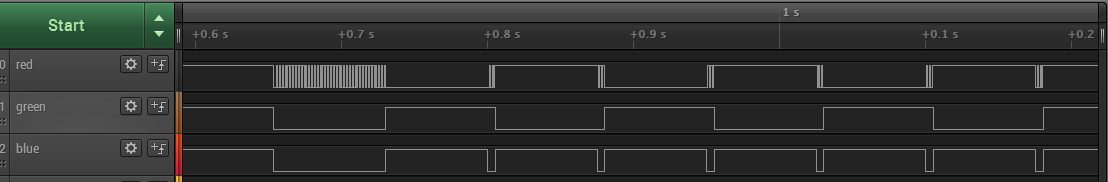 Start
1 s
+0.6 s
+0.7 s
+0.8 s
+0.9 s
+0.1 s
+0.2
0 red
1 green
2 blue